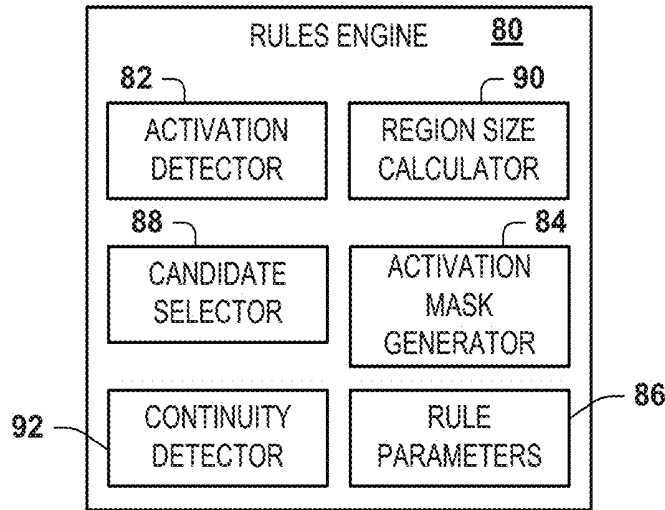 RULES ENGINE 80
82
ACTIVATION
DETECTOR
90
REGION SIZE
CALCULATOR
88
CANDIDATE
SELECTOR
84
ACTIVATION
MASK
GENERATOR
92
CONTINUITY
DETECTOR
RULE
PARAMETERS
86